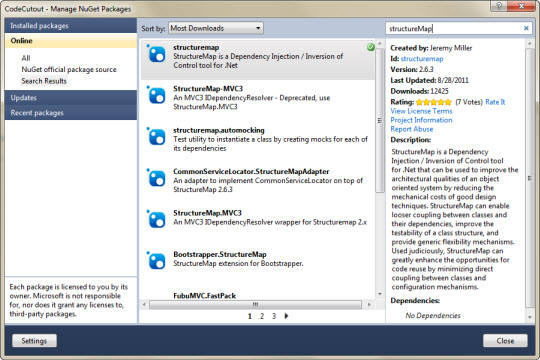 CodeCutout - Manage NuGet Packages
Installed packages
Online
All
NuGet official package source
Search Results
Updates
Recent packages
Each package is licensed to you by its owner. Microsoft is not responsible for, nor does it grant any licenses to, third-party packages.
Settings
Sort by: Most Downloads
structuremap
StructureMap is a Dependency Injection / Inversion of Control tool for .Net
StructureMap-MVC3
An MVC3 IDependencyResolver - Deprecated, use StructureMap.MVC3
structuremap.automocking
Test utility to instantiate a class by creating mocks for each of its dependencies
CommonServiceLocator.StructureMapAdapter
An adapter to implement CommonServiceLocator on top of StructureMap 2.6.3
StructureMap.MVC3
An MVC3 IDependencyResolver wrapper for Structuremap 2.x
Bootstrapper.StructureMap
StructureMap extension for Bootstrapper.
FubuMVC.FastPack
1 2 3
structureMap
Created by: Jeremy Miller
Id: structuremap
Version: 2.6.3
Last Updated: 8/28/2011
Downloads: 12425
Rating: (7 Votes) Rate It
View License Terms
Project Information
Report Abuse
Description:
StructureMap is a Dependency
Injection / Inversion of Control tool
for .Net that can be used to improve the
architectural qualities of an object
oriented system by reducing the
mechanical costs of good design
techniques. StructureMap can enable
looser coupling between classes and
their dependencies, improve the
testability of a class structure, and
provide generic flexibility mechanisms.
Used judiciously, StructureMap can
greatly enhance the opportunities for
code reuse by minimizing direct
coupling between classes and
configuration mechanisms.
Dependencies:
No Dependencies
Close